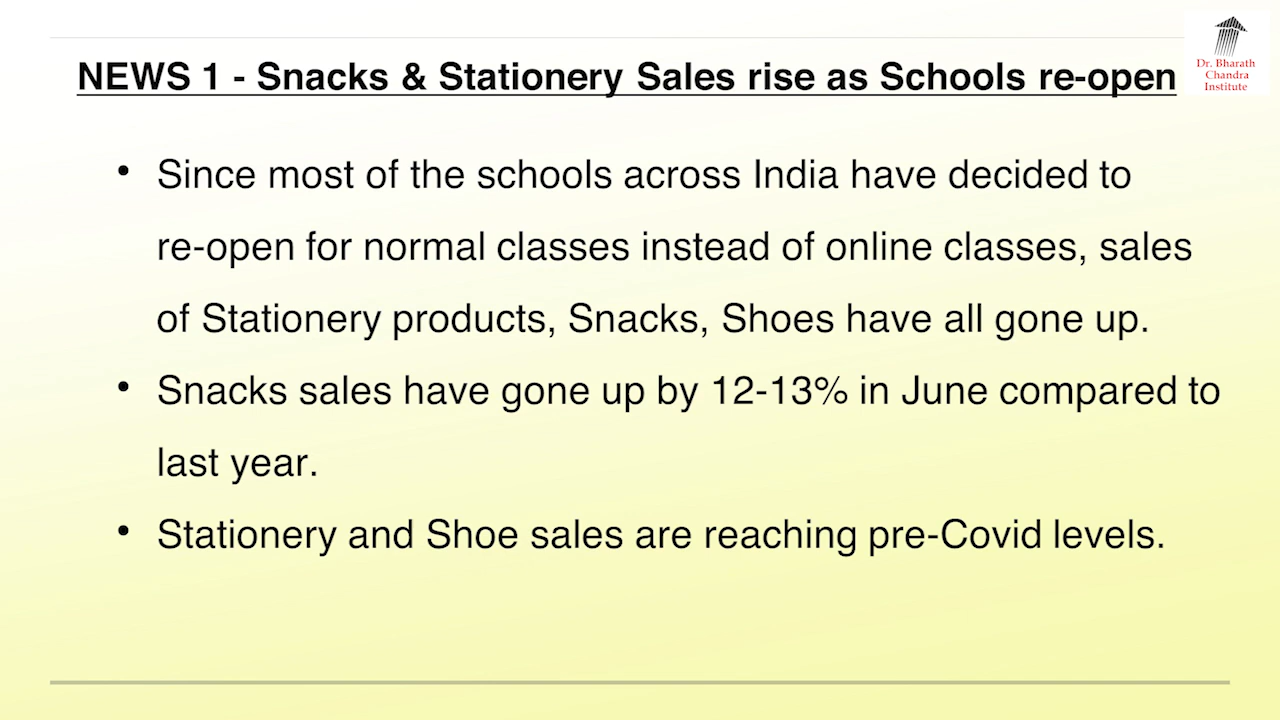 NEWS 1 - Snacks & Stationery Sales rise as Schools re-open
Dr. Bharath
Chandra
Institute
• Since most of the schools across India have decided to
re-open for normal classes instead of online classes, sales
of Stationery products, Snacks, Shoes have all gone up.
• Snacks sales have gone up by 12-13% in June compared to
last year.
• Stationery and Shoe sales are reaching pre-Covid levels.